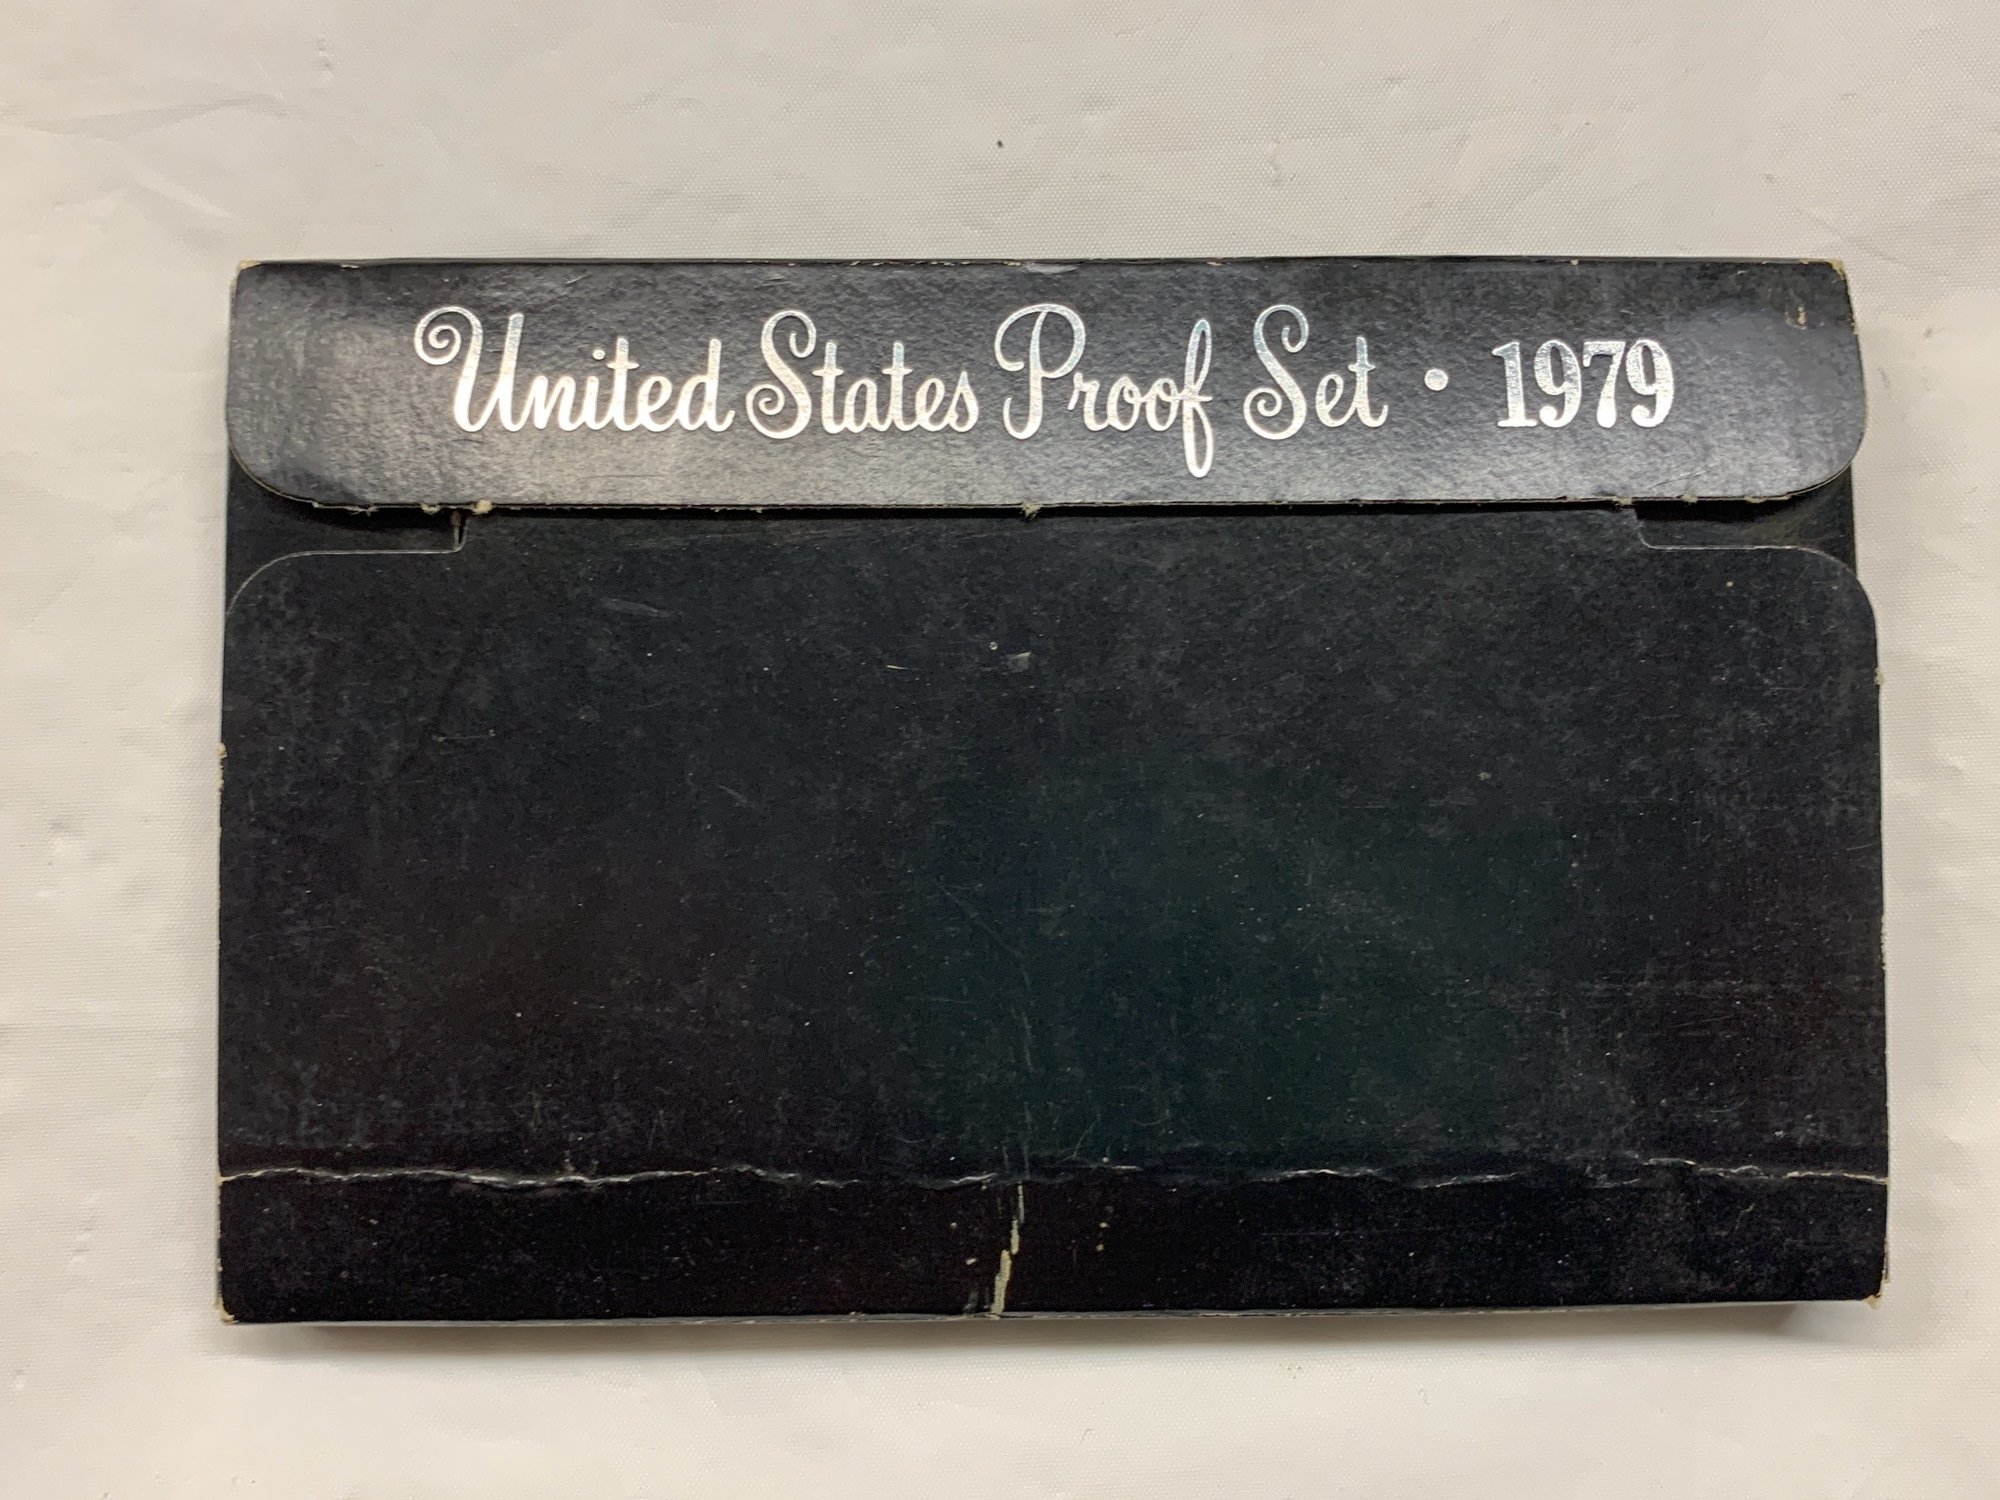 United States Proof Set • 1979